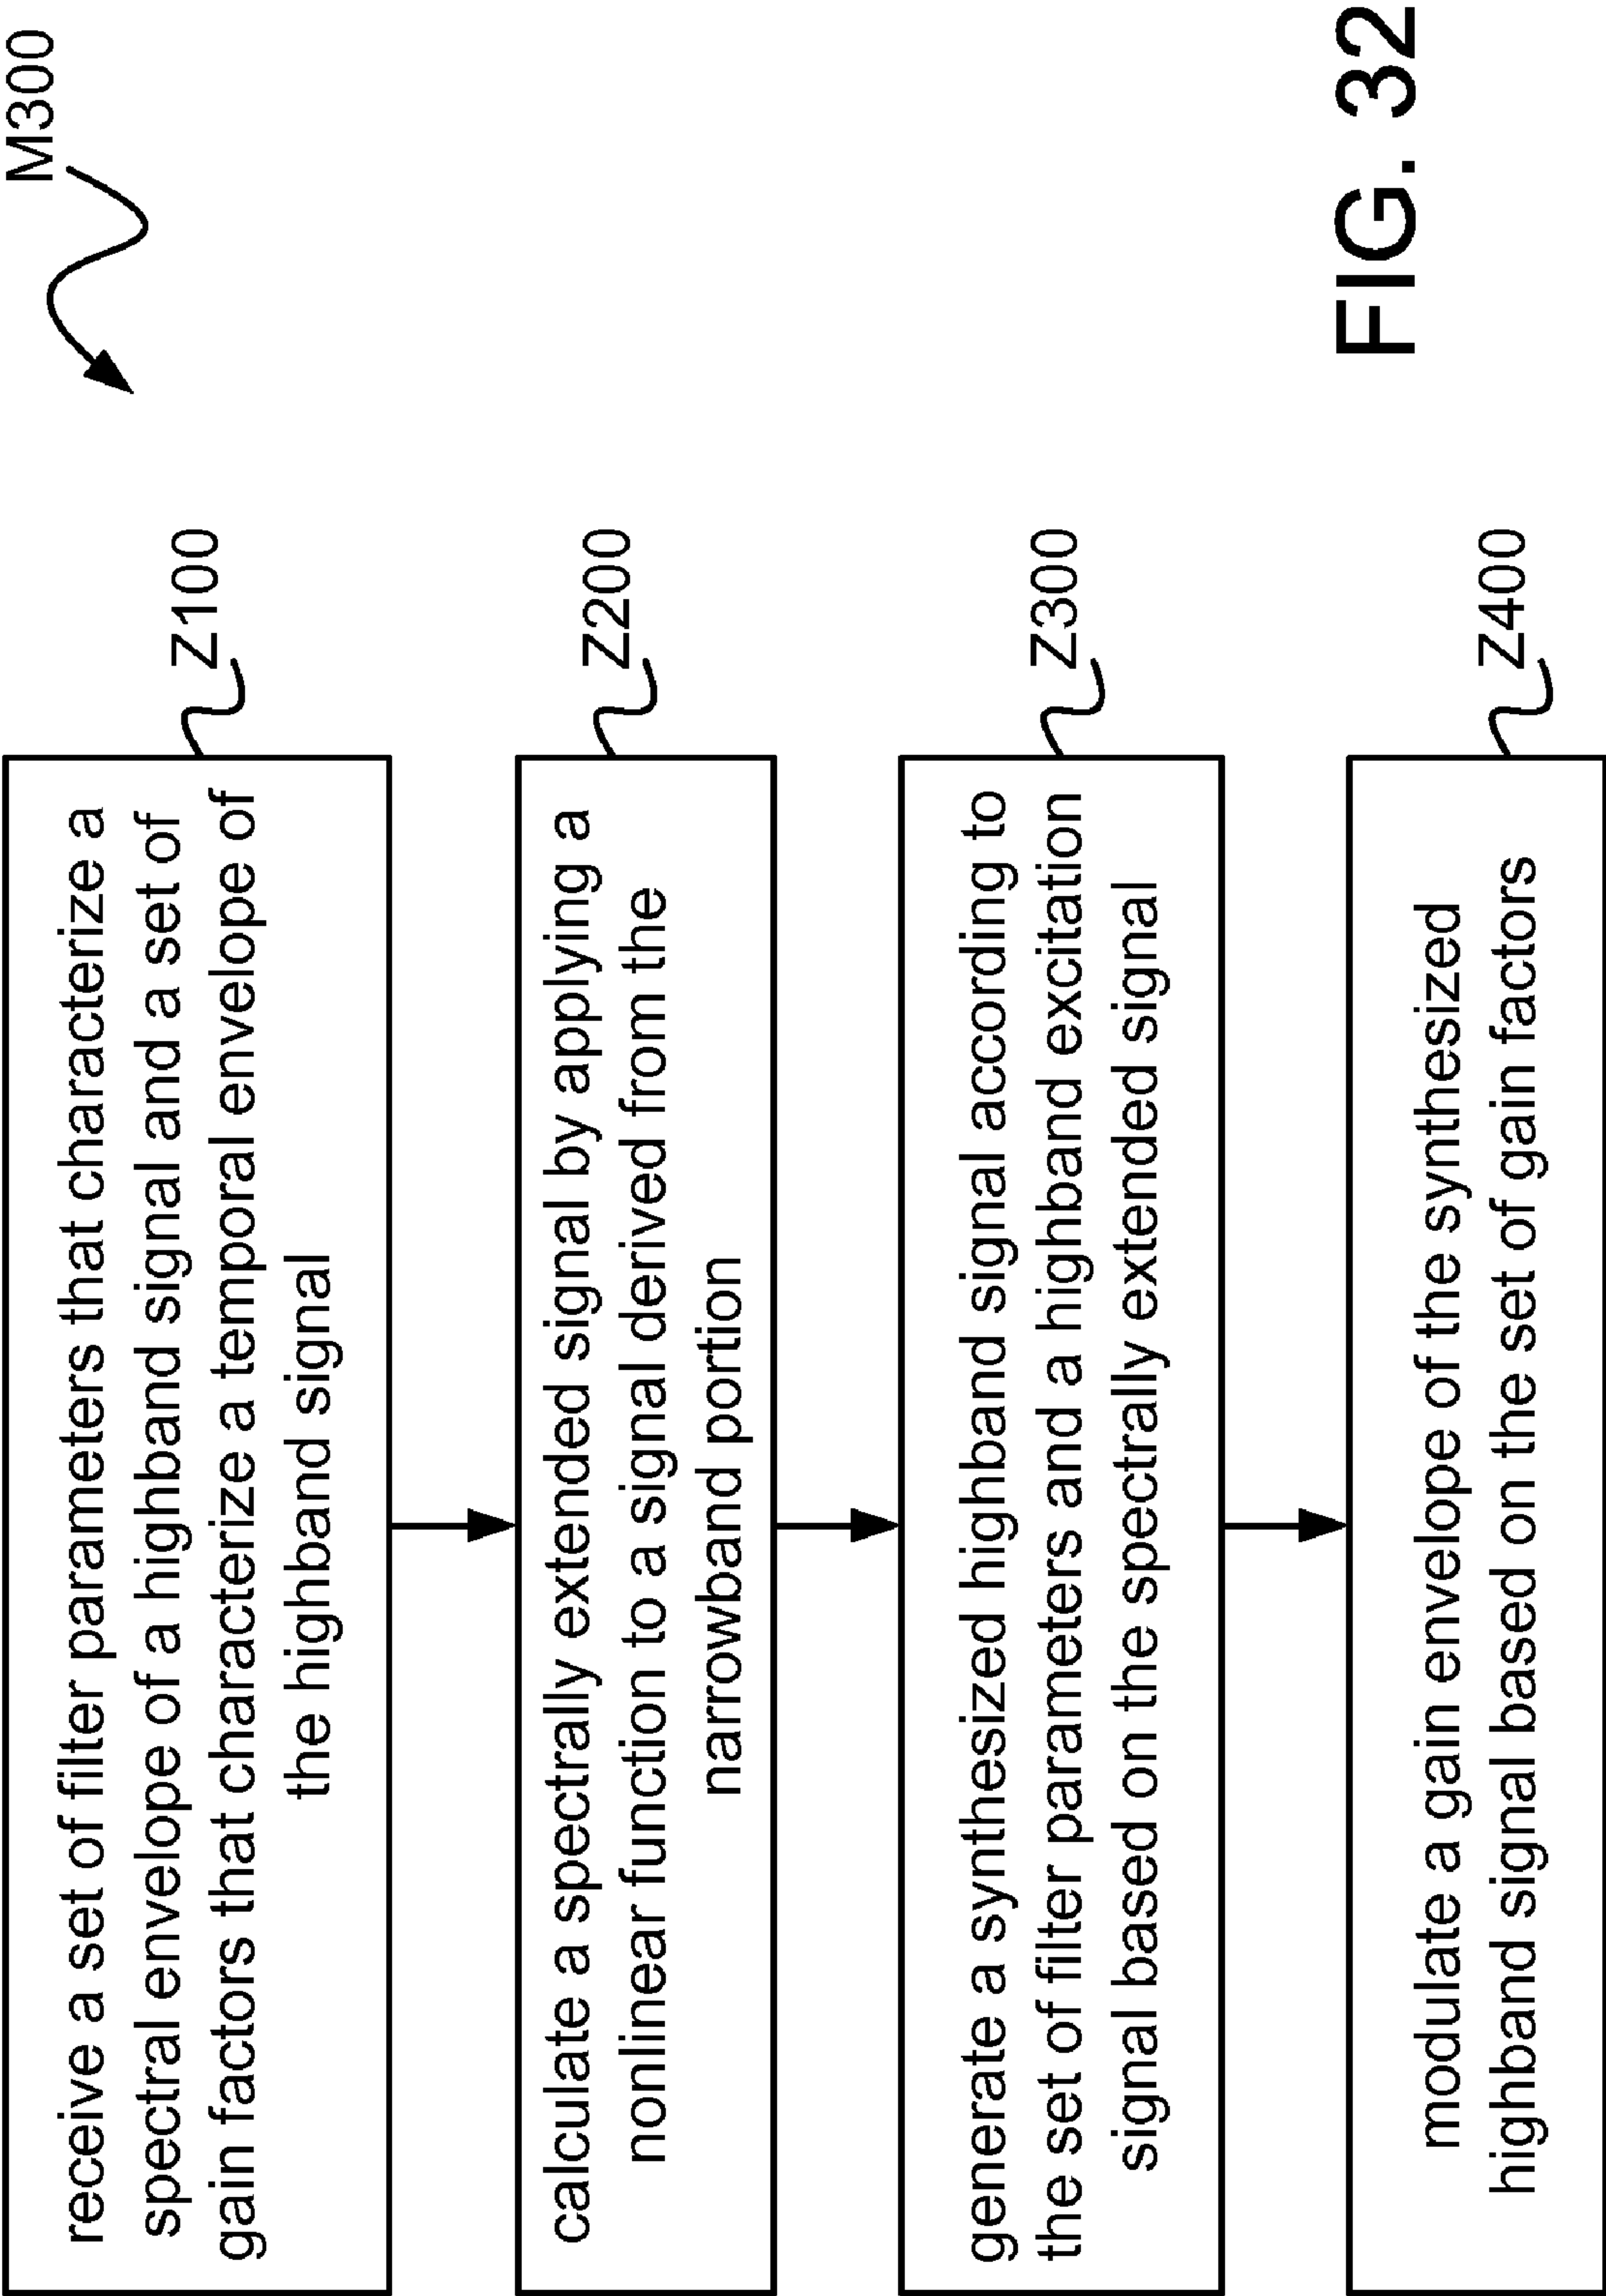 M300
receive a set of filter parameters that characterize a
spectral envelope of a highband signal and a set of
gain factors that characterize a temporal envelope of
the highband signal
Z100
calculate a spectrally extended signal by applying a
nonlinear function to a signal derived from the
narrowband portion
Z200
generate a synthesized highband signal according to
the set of filter parameters and a highband excitation
signal based on the spectrally extended signal
Z300
modulate a gain envelope of the synthesized
highband signal based on the set of gain factors
Z400
FIG. 32